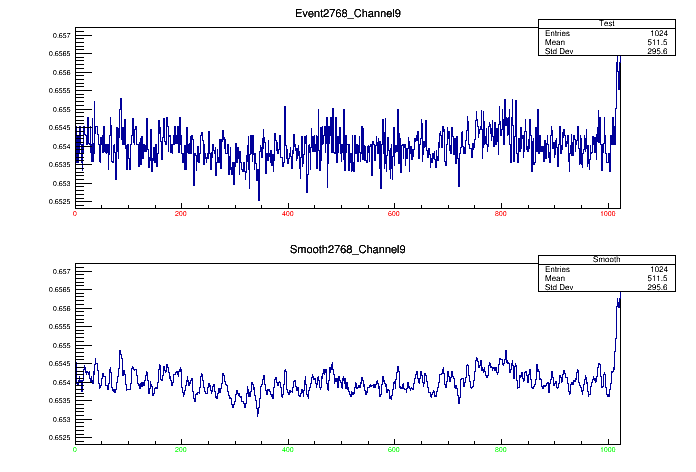 Event2768_Channel9
Test
Entries 1024
Mean 511.5
Std Dev 295.6
0.657
0.6565
0.656
0.6555
0.655
0.6545
0.654
0.6535
0.653
0.6525
0 200 400 600 800 1000
Smooth2768_Channel9
Smooth
Entries 1024
Mean 511.5
Std Dev 295.6
0.657
0.6565
0.656
0.6555
0.655
0.6545
0.654
0.6535
0.653
0.6525
0 200 400 600 800 1000